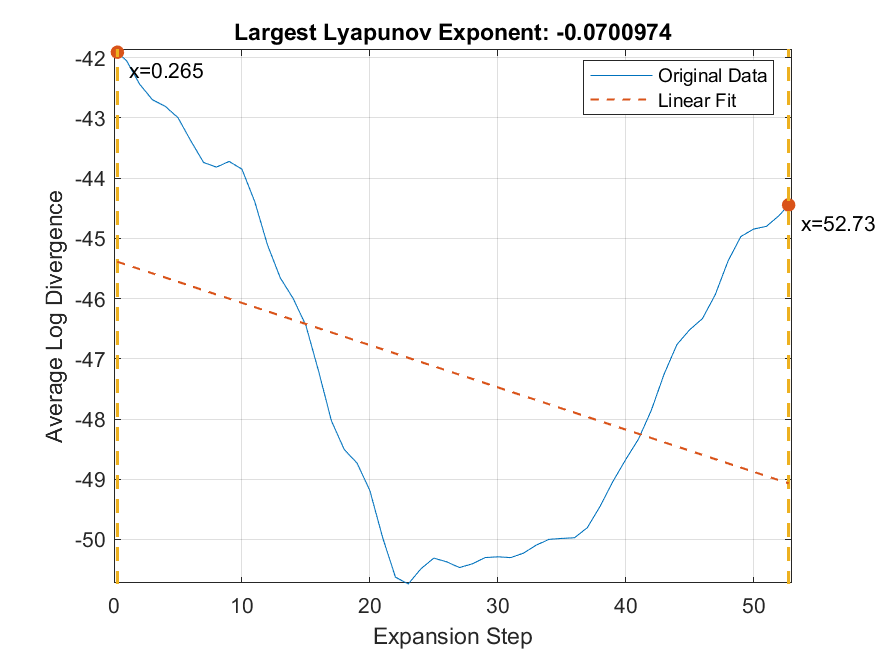 Largest Lyapunov Exponent: -0.0700974
-42
-43
-44
-45
-46
-47
-48
-49
-50
Average Log Divergence
x=0.265
Original Data
Linear Fit
x=52.73
0 10 20 30 40 50
Expansion Step